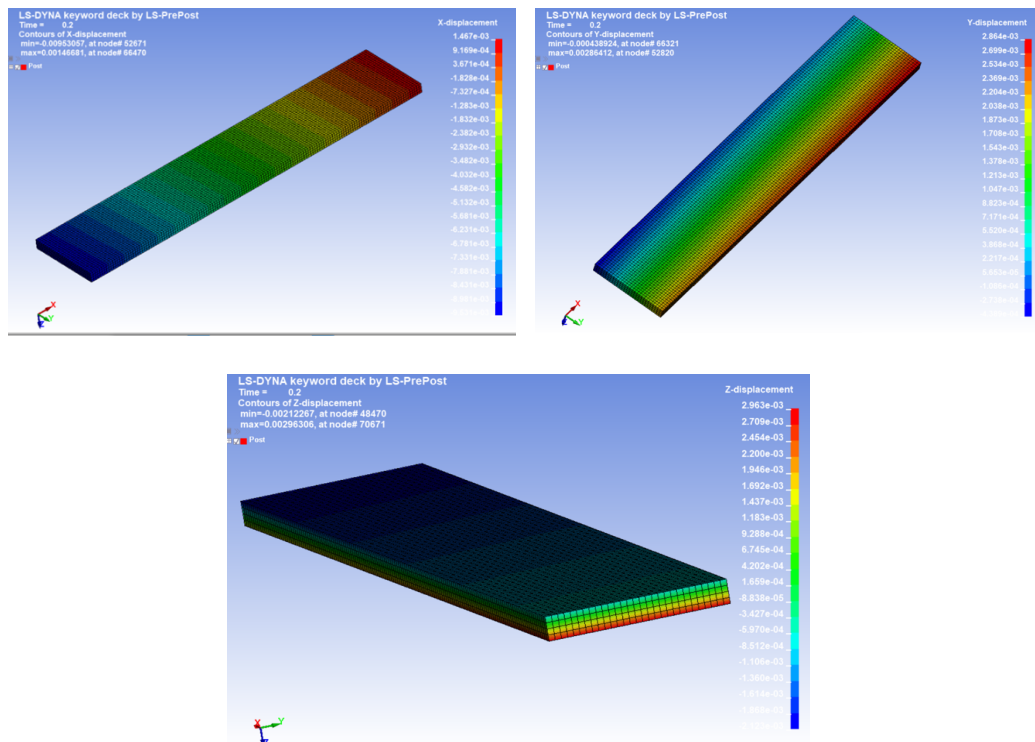 LS-DYNA keyword deck by LS-PrePost
Time = 0.2
Contours of X-displacement
min=-0.00953057, at node# 52671
max=0.00146681, at node# 66470
Post
X-displacement
1.467e-03
9.169e-04
3.671e-04
-1.828e-04
-7.327e-04
-1.283e-03
-1.832e-03
-2.382e-03
-2.932e-03
-3.482e-03
-4.032e-03
-4.582e-03
-5.132e-03
-5.681e-03
-6.231e-03
-6.781e-03
-7.331e-03
X
Y
Z
LS-DYNA keyword deck by LS-PrePost
Time = 0.2
Contours of Y-displacement
min=-0.000438924, at node# 66321
max=0.00286412, at node# 52820
Post
Y-displacement
2.864e-03
2.699e-03
2.534e-03
2.369e-03
2.204e-03
2.038e-03
1.873e-03
1.708e-03
1.543e-03
1.378e-03
1.213e-03
1.047e-03
8.823e-04
7.171e-04
5.520e-04
3.868e-04
2.217e-04
X
Y
Z
LS-DYNA keyword deck by LS-PrePost
Time = 0.2
Contours of Z-displacement
min=-0.00212267, at node# 48470
max=0.00296306, at node# 70671
Post
Z-displacement
2.963e-03
2.709e-03
2.454e-03
2.200e-03
1.946e-03
1.692e-03
1.437e-03
1.183e-03
9.288e-04
6.745e-04
4.202e-04
1.659e-04
-8.838e-05
-3.427e-04
-5.970e-04
-8.512e-04
-1.106e-03
-1.360e-03
-1.614e-03
X
Y
Z